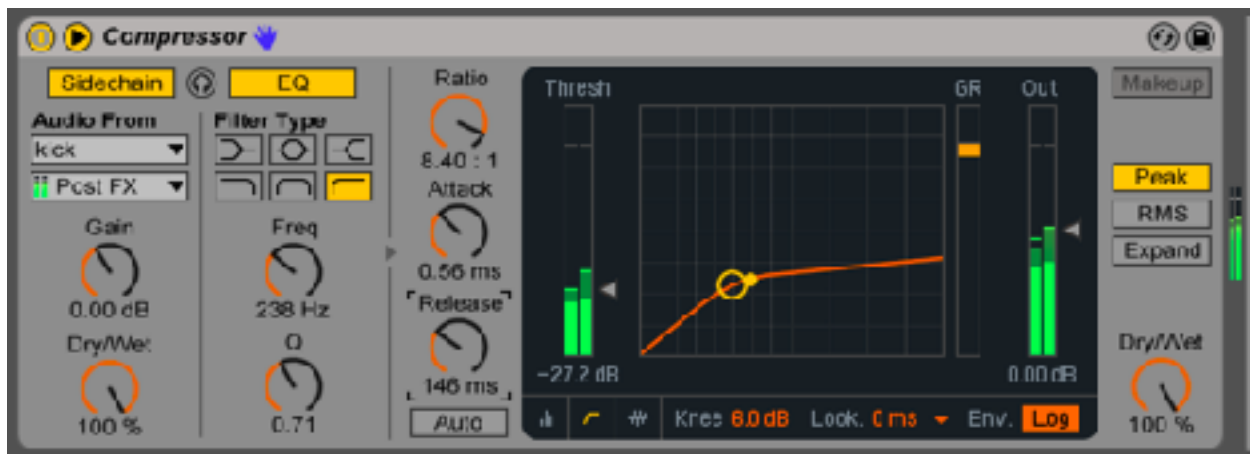 Compressor
Sidechain EQ
Audio From Filter Type
kick
Post FX
Gain Freq
0.00 dB 238 Hz
Dry/Wet Q
100 % 0.71
Ratio
8.40 : 1
Attack
0.56 ms
Release
146 ms
Auto
Thresh GR Out
-27.2 dB 0.00 dB
Knee 6.0 dB Look. 0 ms Env. Log
Makeup
Peak
RMS
Expand
Dry/Wet
100 %